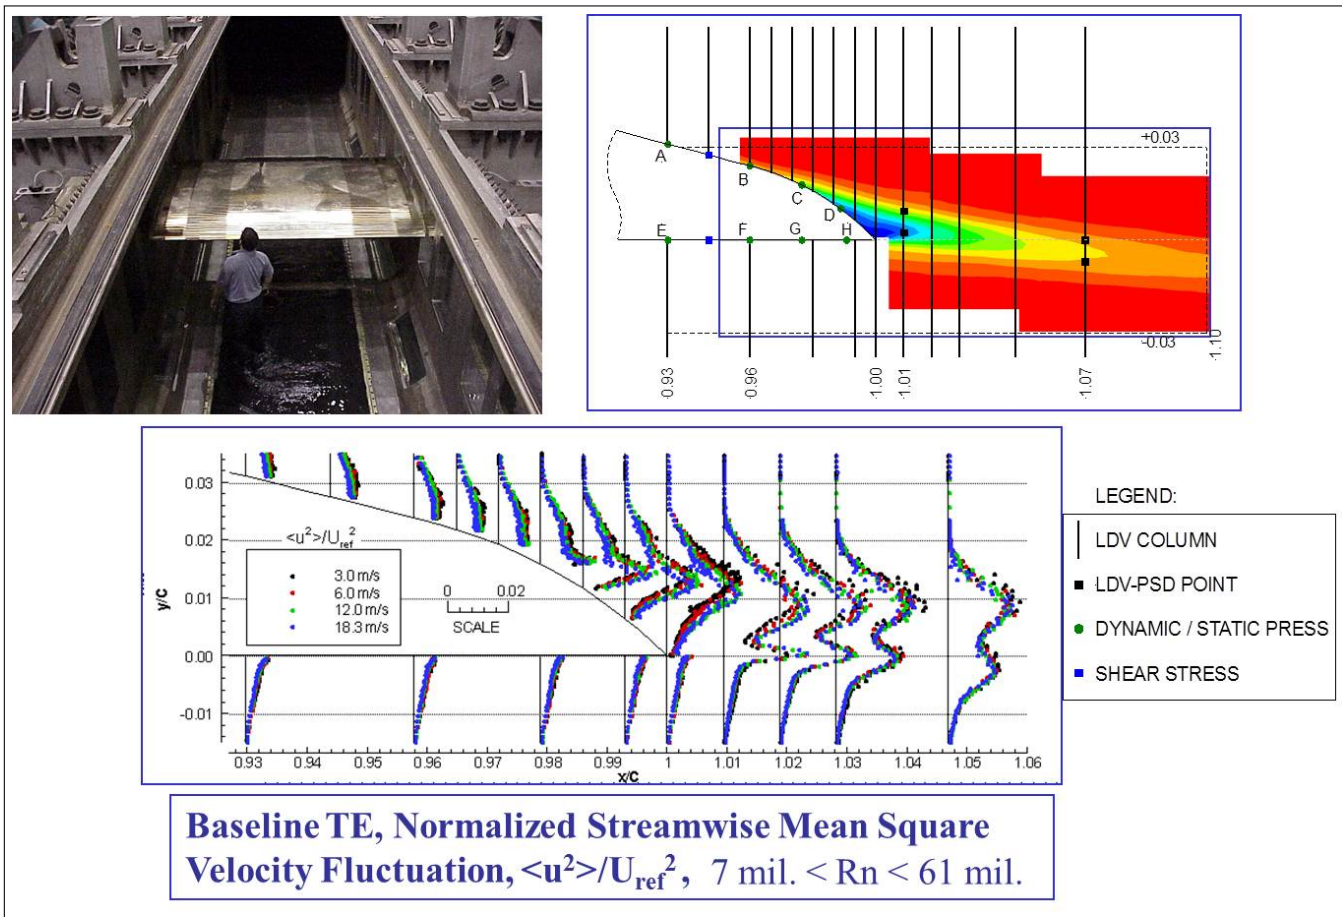 +0.03
A
B
C
D
E
F
G
H
-0.03
0.93
0.96
1.00
1.01
1.07
1.10
0.03
0.02
0.01
0.00
-0.01
y/C
<u²>/U_ref²
3.0 m/s
6.0 m/s
12.0 m/s
18.3 m/s
0 0.02
SCALE
0.93 0.94 0.95 0.96 0.97 0.98 0.99 1 1.01 1.02 1.03 1.04 1.05 1.06
x/C
LEGEND:
LDV COLUMN
LDV-PSD POINT
DYNAMIC / STATIC PRESS
SHEAR STRESS
Baseline TE, Normalized Streamwise Mean Square
Velocity Fluctuation, <u²>/U_ref², 7 mil. < Rn < 61 mil.